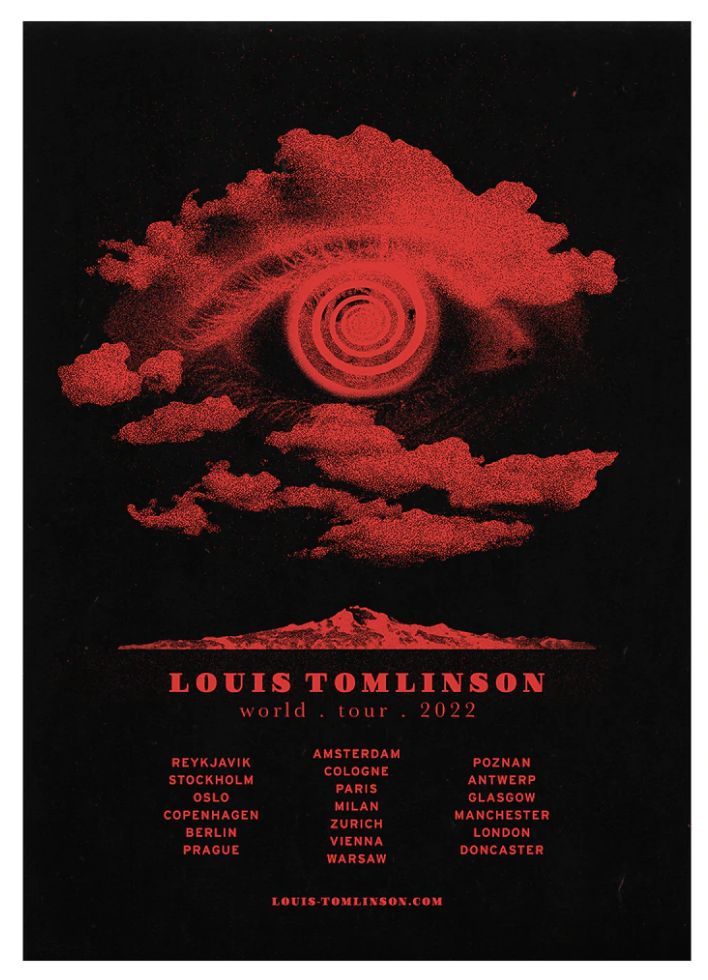 LOUIS TOMLINSON
world . tour . 2022
REYKJAVIK
STOCKHOLM
OSLO
COPENHAGEN
BERLIN
PRAGUE
AMSTERDAM
COLOGNE
PARIS
MILAN
ZURICH
VIENNA
WARSAW
POZNAN
ANTWERP
GLASGOW
MANCHESTER
LONDON
DONCASTER
LOUIS-TOMLINSON.COM